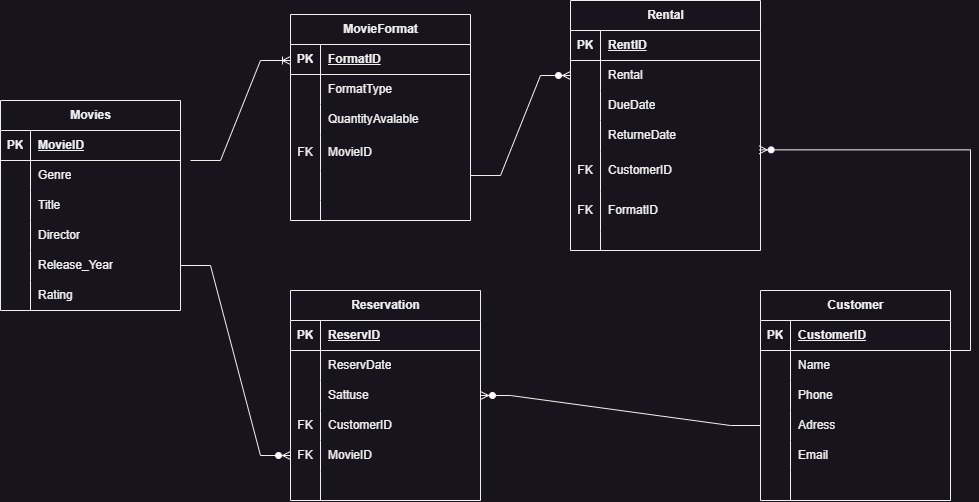 Movies
PK MovieID
Genre
Title
Director
Release_Year
Rating
MovieFormat
PK FormatID
FormatType
QuantityAvalable
FK MovieID
Rental
PK RentID
Rental
DueDate
ReturneDate
FK CustomerID
FK FormatID
Reservation
PK ReservID
ReservDate
Sattuse
FK CustomerID
FK MovieID
Customer
PK CustomerID
Name
Phone
Adress
Email